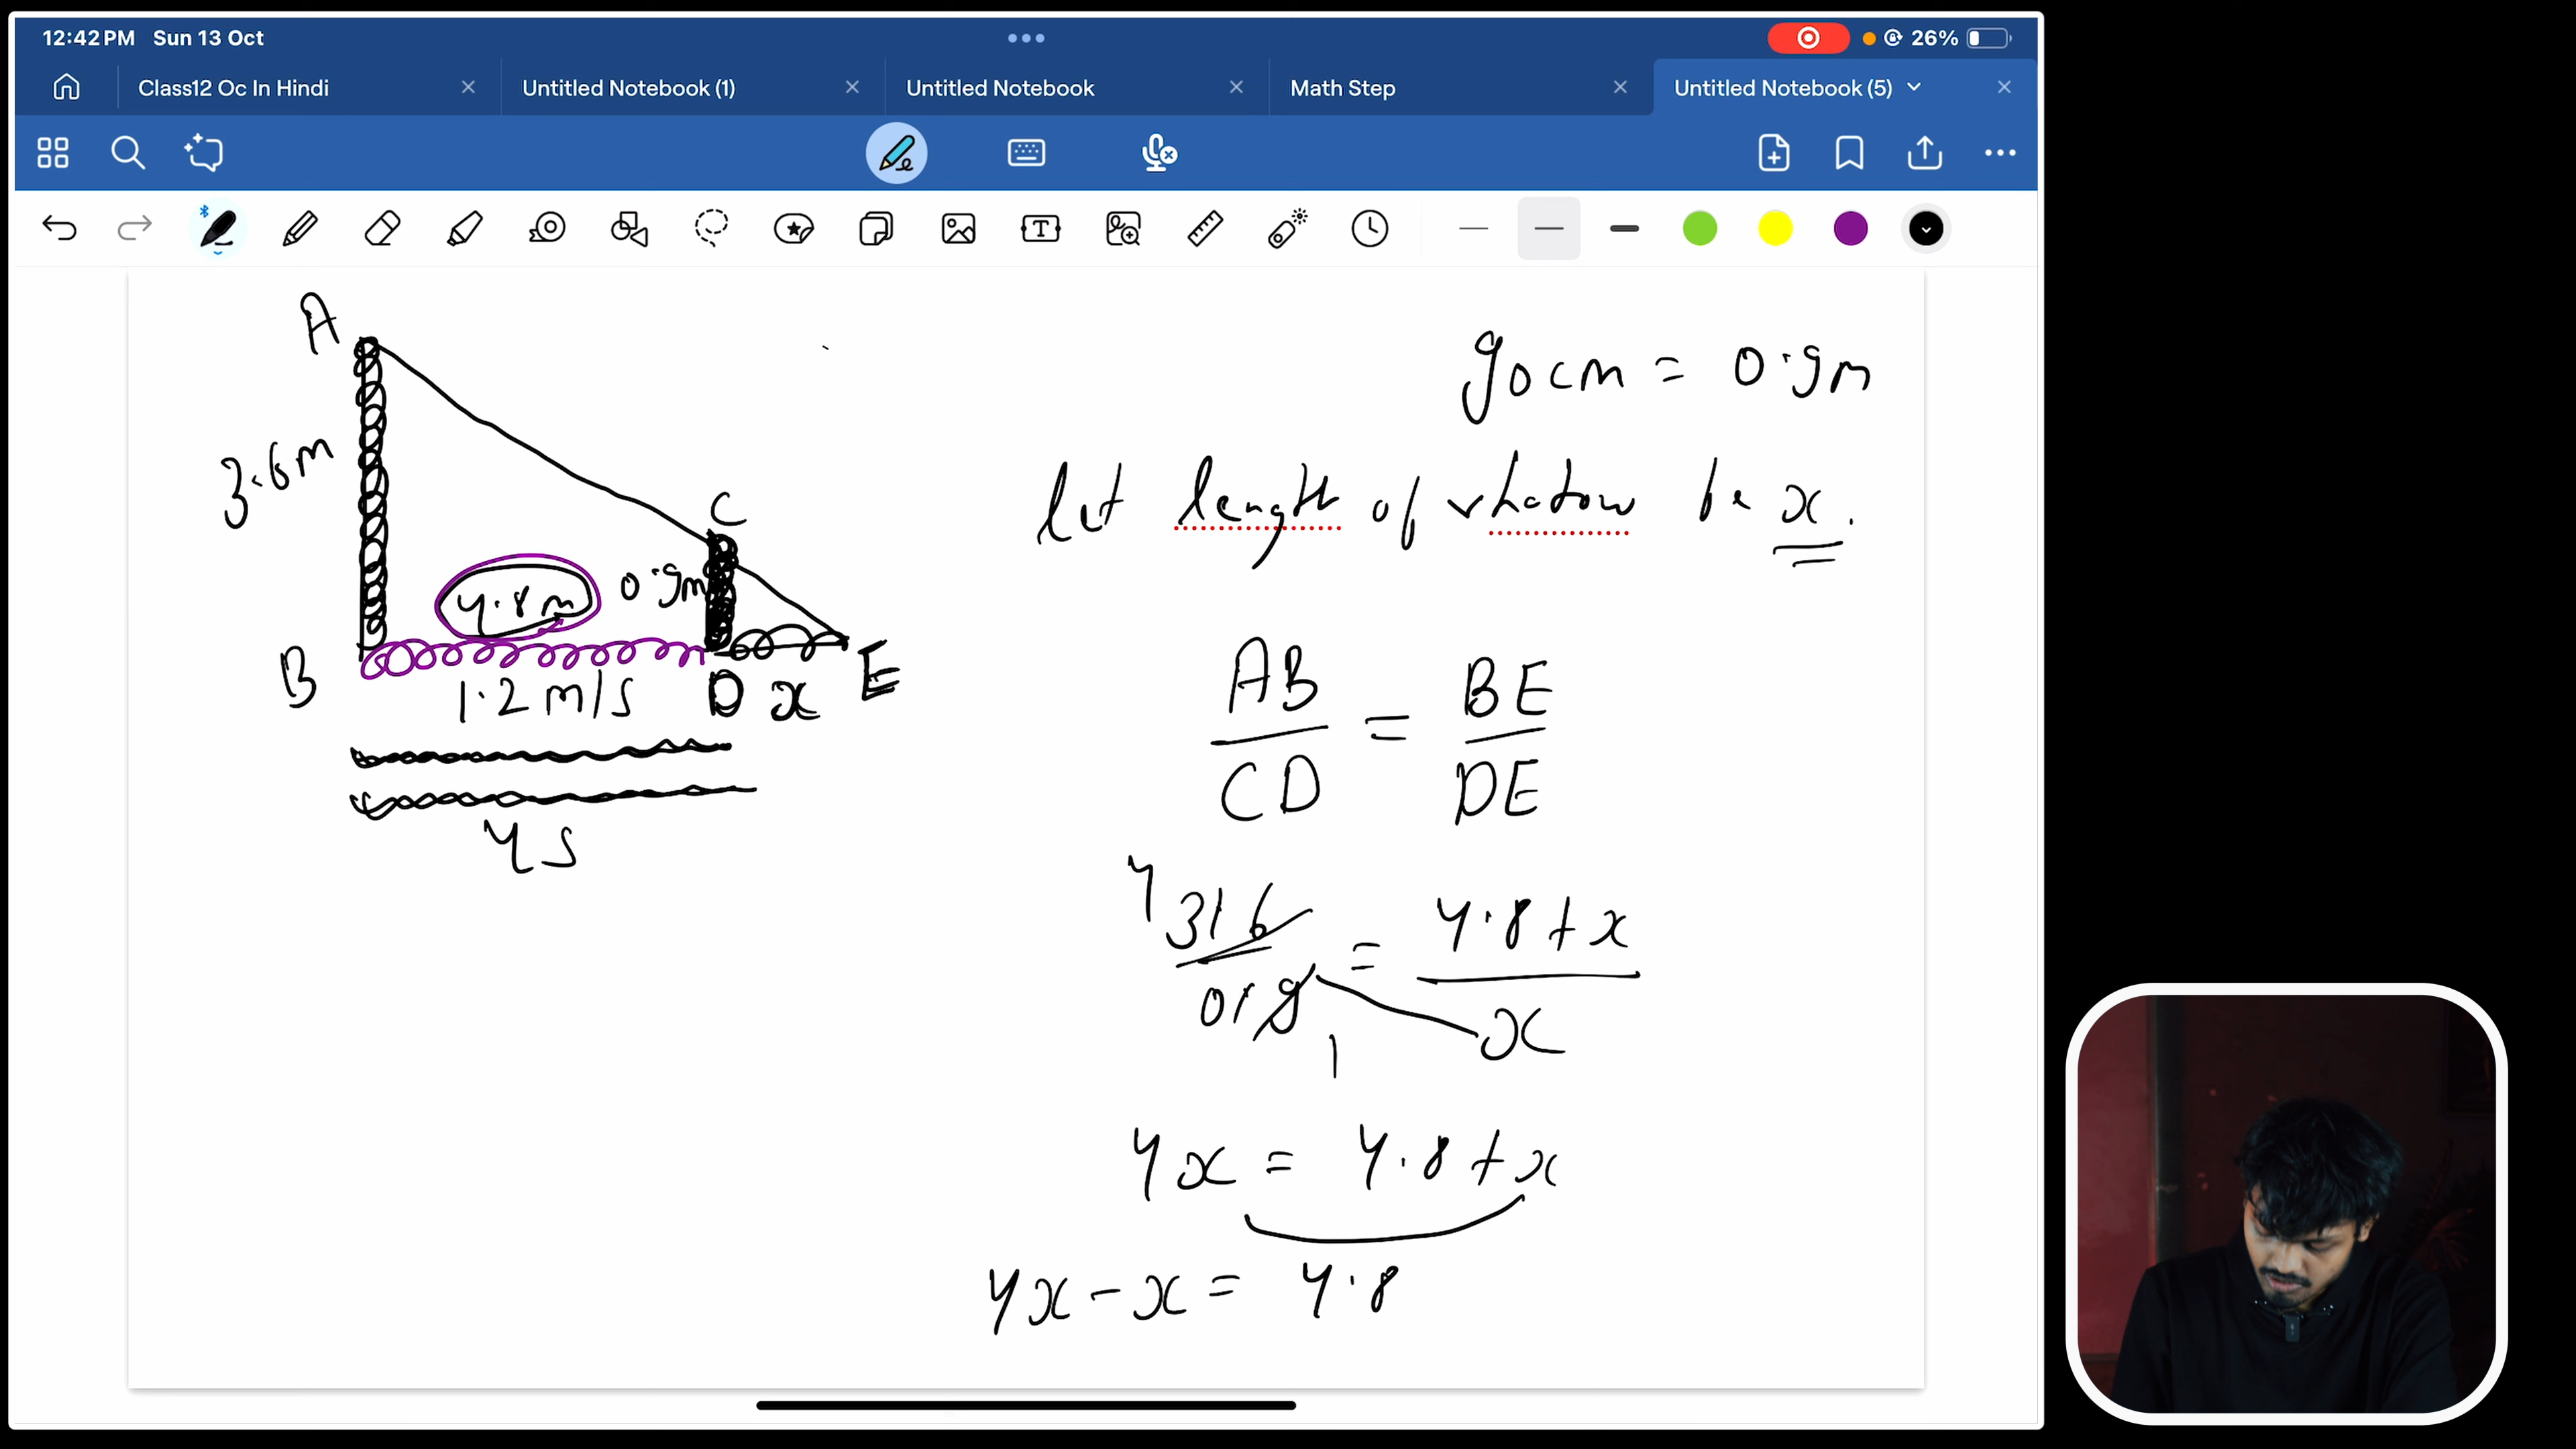 12:42 PM Sun 13 Oct
26%
Class12 Oc In Hindi
Untitled Notebook (1)
Untitled Notebook
Math Step
Untitled Notebook (5)
T
A
3.6m
B
4.8m
0.9m
C
1.2 m/s
D
x
E
4s
90cm = 0.9m
let length of shadow be x.
AB/CD = BE/DE
4
3.6/0.9 = 4.8+x/x
1
4x = 4.8+x
4x-x = 4.8